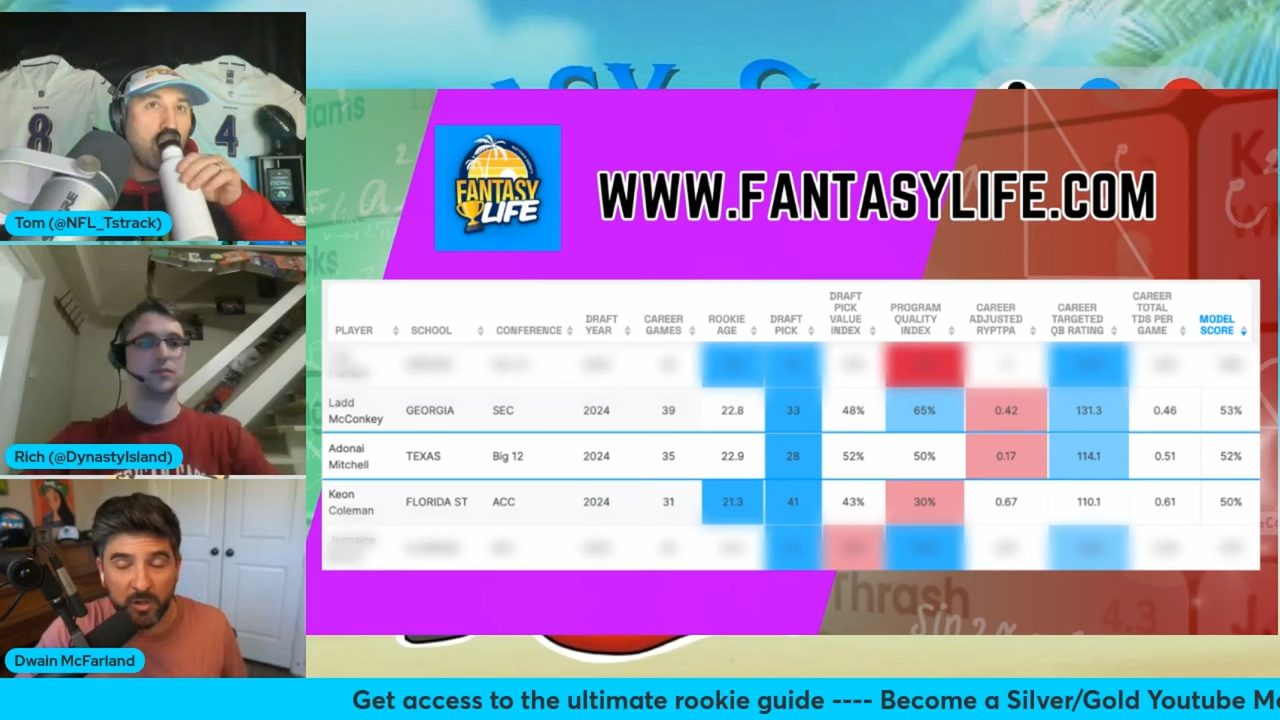 8
4
Tom (@NFL_Tstrack)
Rich (@DynastyIsland)
Dwain McFarland
FANTASY
LIFE
WWW.FANTASYLIFE.COM
PLAYER SCHOOL CONFERENCE DRAFT YEAR CAREER GAMES ROOKIE AGE DRAFT PICK DRAFT PICK VALUE INDEX PROGRAM QUALITY INDEX CAREER ADJUSTED RYPTPA CAREER TARGETED QB RATING CAREER TOTAL TDS PER GAME MODEL SCORE
Ladd McConkey GEORGIA SEC 2024 39 22.8 33 48% 65% 0.42 131.3 0.46 53%
Adonai Mitchell TEXAS Big 12 2024 35 22.9 28 52% 50% 0.17 114.1 0.51 52%
Keon Coleman FLORIDA ST ACC 2024 31 21.3 41 43% 30% 0.67 110.1 0.61 50%
Thrash
4.3
Get access to the ultimate rookie guide ---- Become a Silver/Gold Youtube M